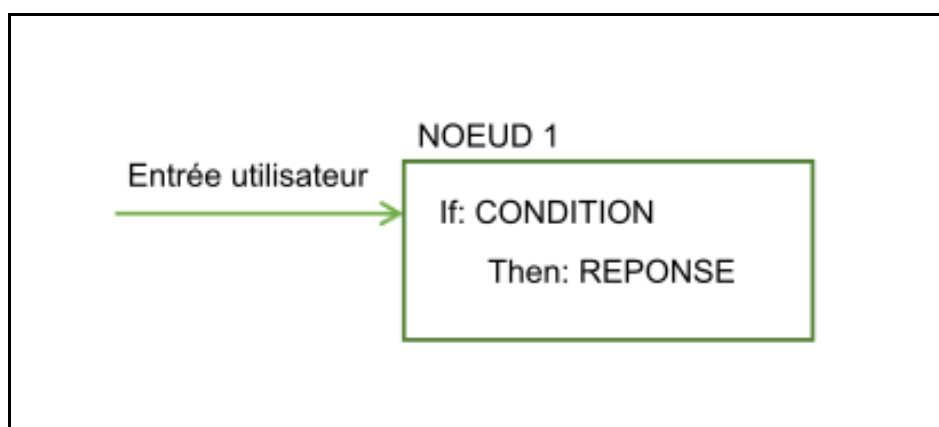 NOEUD 1
Entrée utilisateur
If: CONDITION
Then: REPONSE